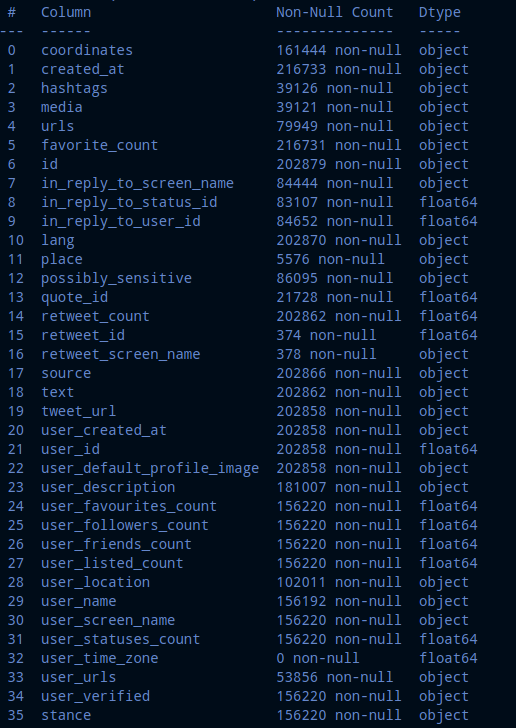 # Column Non-Null Count Dtype
--- ------ -------------- -----
0 coordinates 161444 non-null object
1 created_at 216733 non-null object
2 hashtags 39126 non-null object
3 media 39121 non-null object
4 urls 79949 non-null object
5 favorite_count 216731 non-null object
6 id 202879 non-null object
7 in_reply_to_screen_name 84444 non-null object
8 in_reply_to_status_id 83107 non-null float64
9 in_reply_to_user_id 84652 non-null float64
10 lang 202870 non-null object
11 place 5576 non-null object
12 possibly_sensitive 86095 non-null object
13 quote_id 21728 non-null float64
14 retweet_count 202862 non-null float64
15 retweet_id 374 non-null float64
16 retweet_screen_name 378 non-null object
17 source 202866 non-null object
18 text 202862 non-null object
19 tweet_url 202858 non-null object
20 user_created_at 202858 non-null object
21 user_id 202858 non-null float64
22 user_default_profile_image 202858 non-null object
23 user_description 181007 non-null object
24 user_favourites_count 156220 non-null float64
25 user_followers_count 156220 non-null float64
26 user_friends_count 156220 non-null float64
27 user_listed_count 156220 non-null float64
28 user_location 102011 non-null object
29 user_name 156192 non-null object
30 user_screen_name 156220 non-null object
31 user_statuses_count 156220 non-null float64
32 user_time_zone 0 non-null float64
33 user_urls 53856 non-null object
34 user_verified 156220 non-null object
35 stance 156220 non-null object